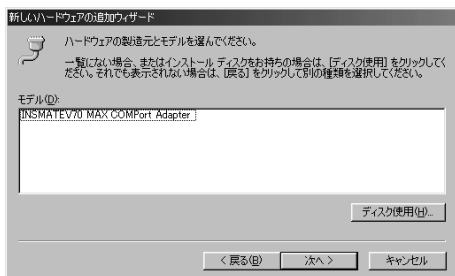 新しいハードウェアの追加ウィザード
ハードウェアの製造元とモデルを選んでください。
一覧にない場合、またはインストール ディスクをお持ちの場合は、[ディスク使用] をクリックしてく
ださい。それでも表示されない場合は、[戻る] をクリックして別の種類を選択してください。
モデル(D):
INSMATEV70 MAX COMPort Adapter
ディスク使用(H)...
< 戻る(B)
次へ >
キャンセル